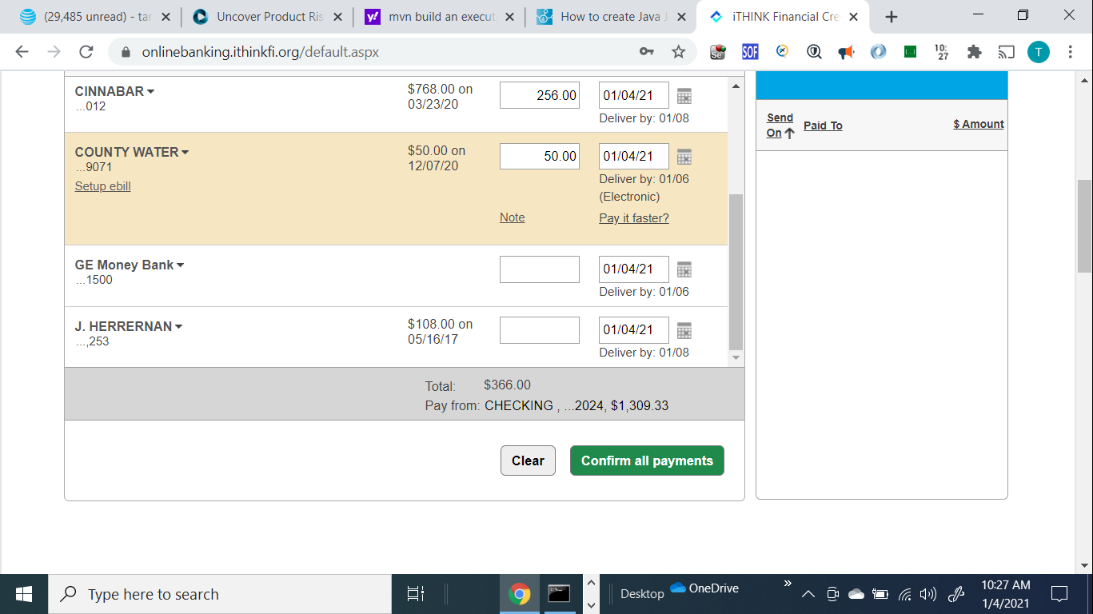 (29,485 unread) - tar
Uncover Product Ris
mvn build an execut
How to create Java J
iTHINK Financial Cre
onlinebanking.ithinkfi.org/default.aspx
SOF
10:
27
T
CINNABAR
...012
$768.00 on
03/23/20
256.00
01/04/21
Deliver by: 01/08
COUNTY WATER
...9071
Setup ebill
$50.00 on
12/07/20
50.00
01/04/21
Deliver by: 01/06
(Electronic)
Note
Pay it faster?
GE Money Bank
...1500
01/04/21
Deliver by: 01/06
J. HERRERNAN
...,253
$108.00 on
05/16/17
01/04/21
Deliver by: 01/08
Total: $366.00
Pay from: CHECKING , ...2024, $1,309.33
Clear
Confirm all payments
Send
On
Paid To
$ Amount
Type here to search
Desktop
OneDrive
10:27 AM
1/4/2021